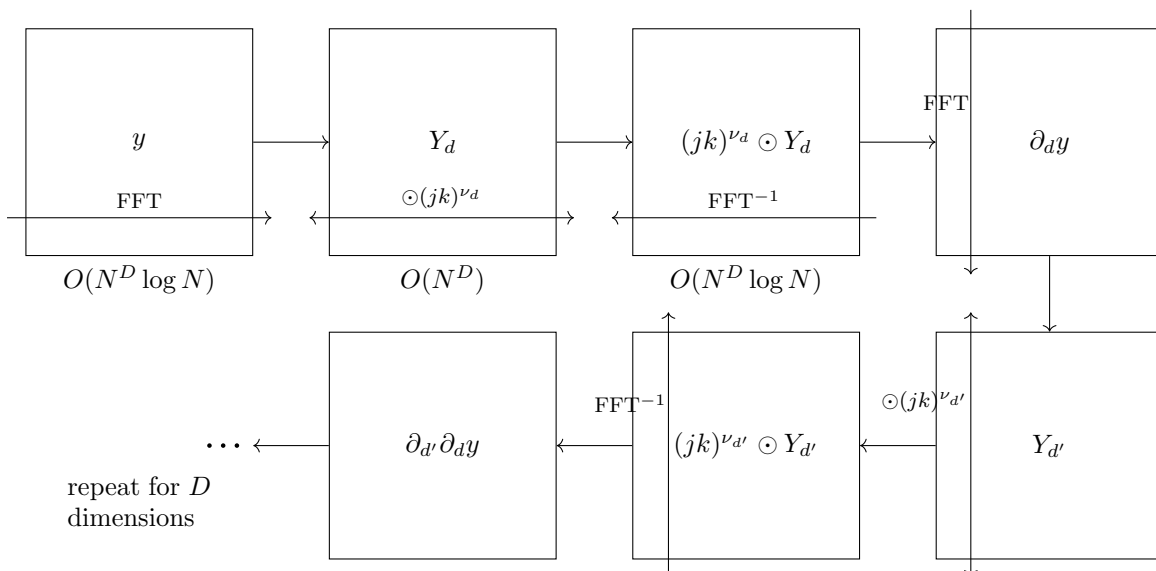 y
FFT
O(N^D log N)
Y_d
⊙(jk)^{ν_d}
O(N^D)
(jk)^{ν_d} ⊙ Y_d
FFT^{−1}
O(N^D log N)
FFT
∂_d y
⊙(jk)^{ν_{d′}}
Y_{d′}
FFT^{−1}
(jk)^{ν_{d′}} ⊙ Y_{d′}
∂_{d′}∂_d y
···
repeat for D
dimensions